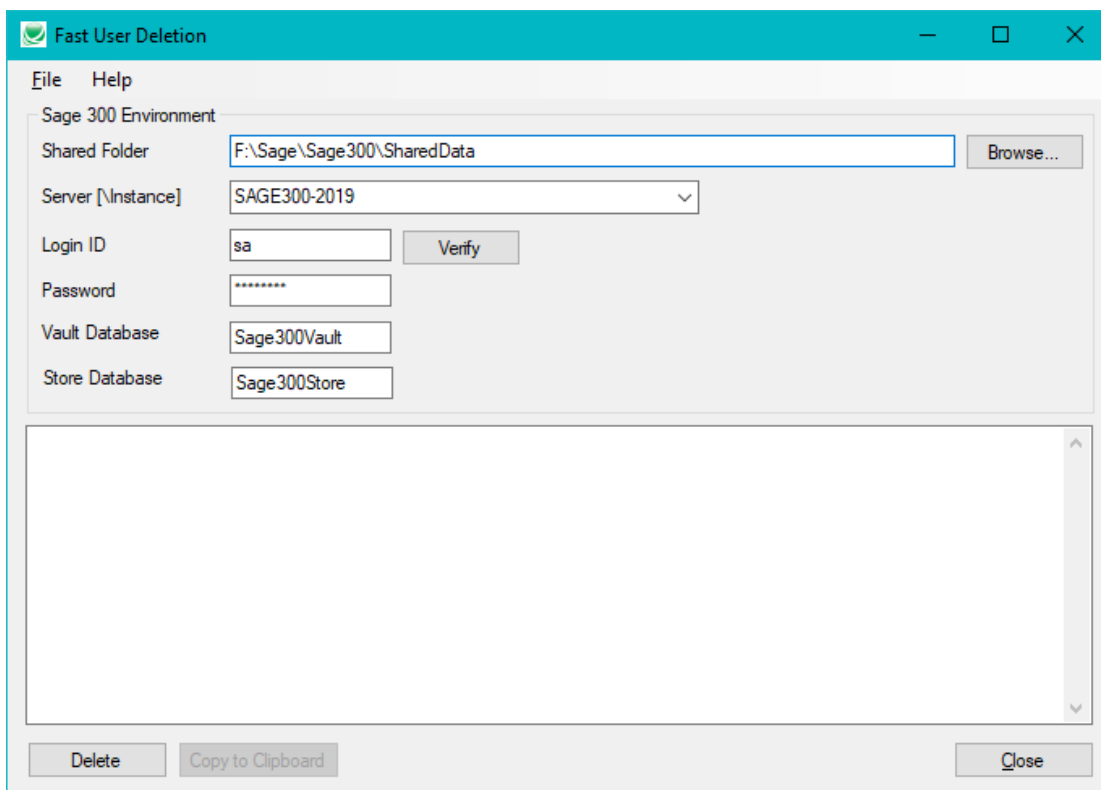 Fast User Deletion
File Help
Sage 300 Environment
Shared Folder F:\Sage\Sage300\SharedData Browse...
Server [\Instance] SAGE300-2019
Login ID sa Verify
Password ********
Vault Database Sage300Vault
Store Database Sage300Store
Delete Copy to Clipboard Close